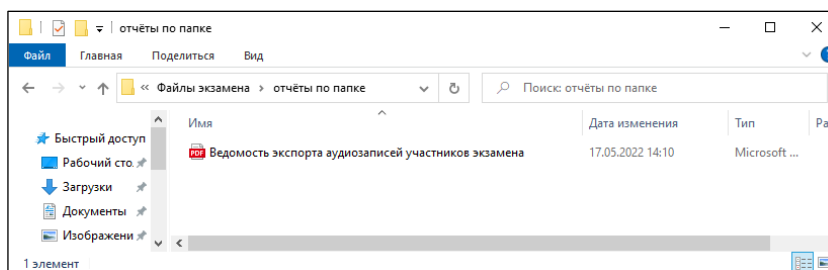 отчёты по папке
Файл Главная Поделиться Вид
« Файлы экзамена › отчёты по папке
Поиск: отчёты по папке
Имя Дата изменения Тип
Быстрый доступ
PDF Ведомость экспорта аудиозаписей участников экзамена 17.05.2022 14:10 Microsoft ...
Рабочий сто.
Загрузки
Документы
Изображени
1 элемент